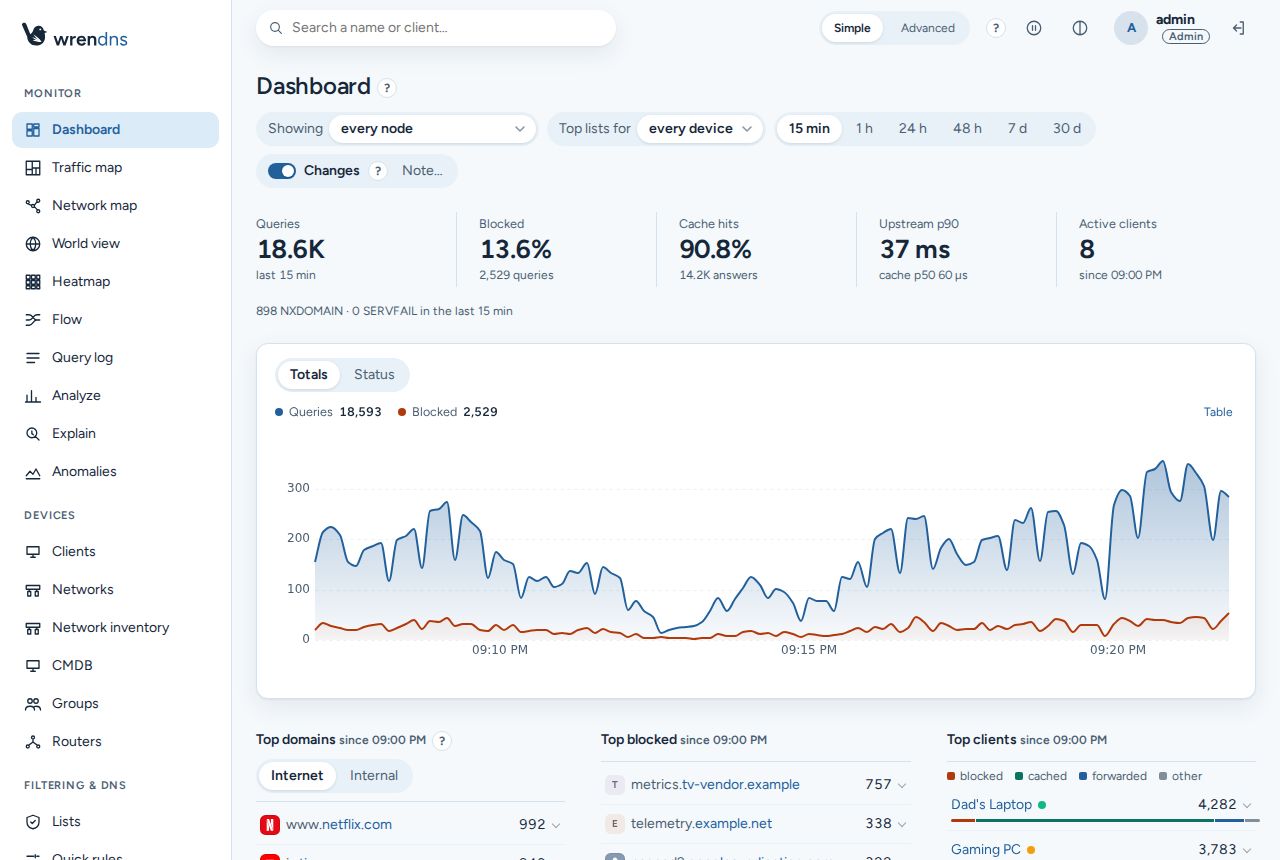 wrendns
Search a name or client...
Simple Advanced ? A admin
Admin
MONITOR
Dashboard
Traffic map
Network map
World view
Heatmap
Flow
Query log
Analyze
Explain
Anomalies
DEVICES
Clients
Networks
Network inventory
CMDB
Groups
Routers
FILTERING & DNS
Lists
Quick rules
Dashboard ?
Showing every node Top lists for every device 15 min 1 h 24 h 48 h 7 d 30 d
Changes ? Note...
Queries
18.6K
last 15 min
Blocked
13.6%
2,529 queries
Cache hits
90.8%
14.2K answers
Upstream p90
37 ms
cache p50 60 µs
Active clients
8
since 09:00 PM
898 NXDOMAIN · 0 SERVFAIL in the last 15 min
Totals Status
Queries 18,593 Blocked 2,529 Table
300
200
100
0
09:10 PM 09:15 PM 09:20 PM
Top domains since 09:00 PM ?
Internet Internal
www.netflix.com 992
Top blocked since 09:00 PM
T metrics.tv-vendor.example 757
E telemetry.example.net 338
Top clients since 09:00 PM
blocked cached forwarded other
Dad's Laptop 4,282
Gaming PC 3,783